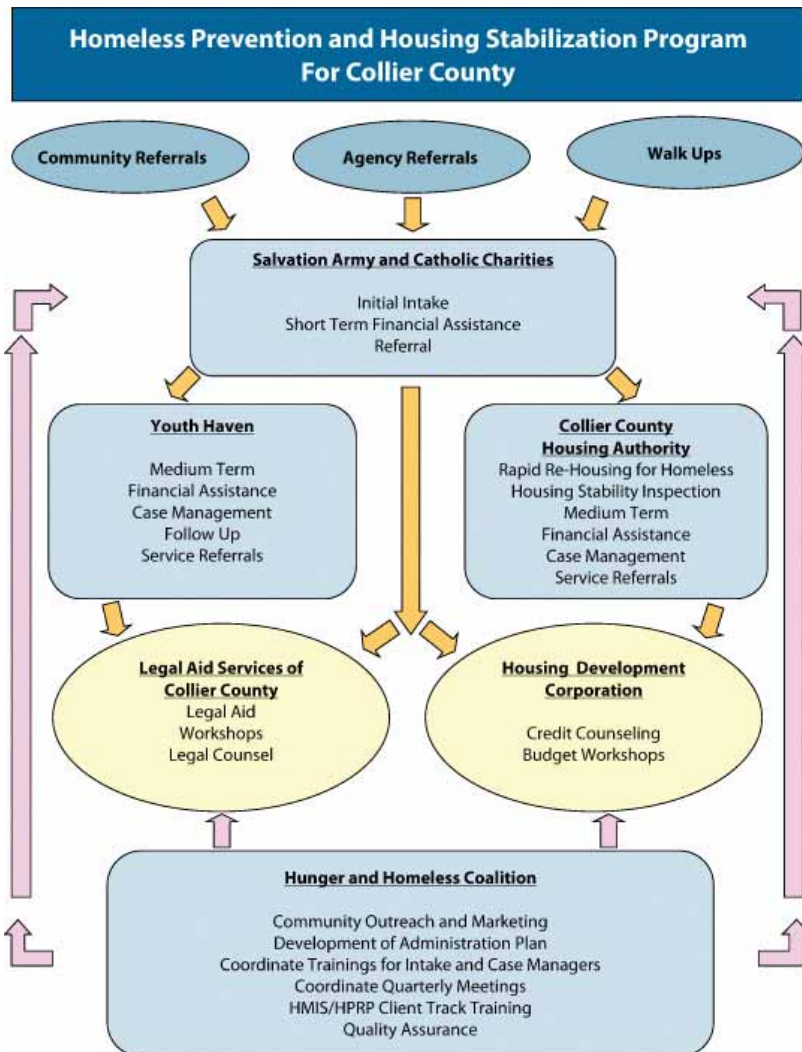 Homeless Prevention and Housing Stabilization Program
For Collier County
Community Referrals
Agency Referrals
Walk Ups
Salvation Army and Catholic Charities
Initial Intake
Short Term Financial Assistance
Referral
Youth Haven
Medium Term
Financial Assistance
Case Management
Follow Up
Service Referrals
Collier County
Housing Authority
Rapid Re-Housing for Homeless
Housing Stability Inspection
Medium Term
Financial Assistance
Case Management
Service Referrals
Legal Aid Services of
Collier County
Legal Aid
Workshops
Legal Counsel
Housing Development
Corporation
Credit Counseling
Budget Workshops
Hunger and Homeless Coalition
Community Outreach and Marketing
Development of Administration Plan
Coordinate Trainings for Intake and Case Managers
Coordinate Quarterly Meetings
HMIS/HPRP Client Track Training
Quality Assurance